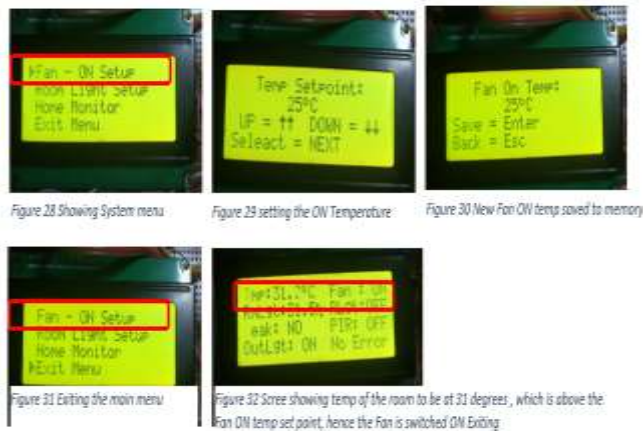 ▶Fan - ON Setup
Room Light Setup
Home Monitor
Exit Menu
Temp Setpoint:
25°C
UP = ↑↑ DOWN = ↓↓
Seleact = NEXT
Fan On Temp:
25°C
Save = Enter
Back = Esc
Figure 28 Showing System menu
Figure 29 setting the ON Temperature
Figure 30 New Fan ON temp saved to memory
Fan - ON Setup
Room Light Setup
Home Monitor
▶Exit Menu
Tmp:31.2°C Fan : ON
eak: NO PIR: OFF
OutLgt: ON No Error
Figure 31 Exiting the main menu
Figure 32 Scree showing temp of the room to be at 31 degrees , which is above the
Fan ON temp set point, hence the Fan is switched ON Exiting